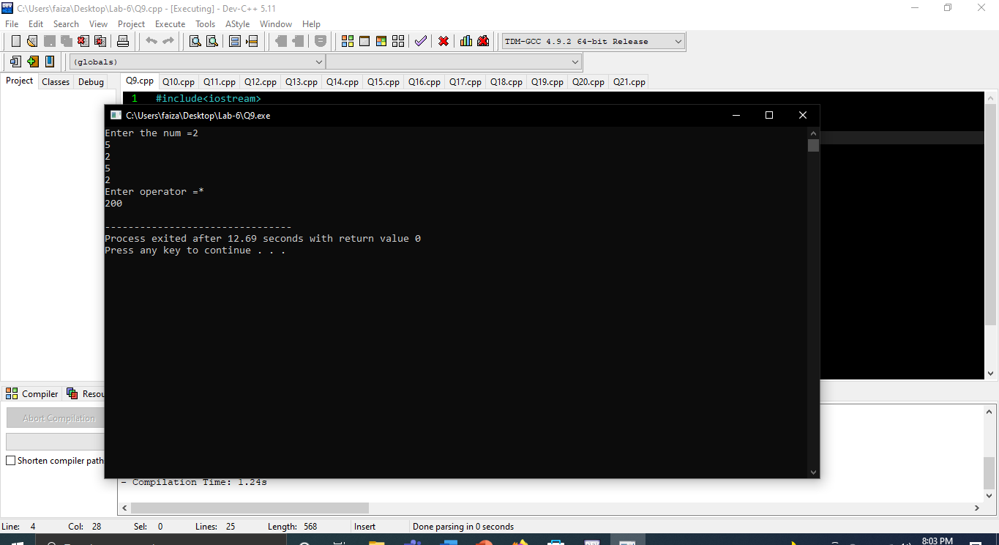 C:\Users\faiza\Desktop\Lab-6\Q9.cpp - [Executing] - Dev-C++ 5.11
File Edit Search View Project Execute Tools AStyle Window Help
TDM-GCC 4.9.2 64-bit Release
(globals)
Project Classes Debug Q9.cpp Q10.cpp Q11.cpp Q12.cpp Q13.cpp Q14.cpp Q15.cpp Q16.cpp Q17.cpp Q18.cpp Q19.cpp Q20.cpp Q21.cpp
1 #include<iostream>
C:\Users\faiza\Desktop\Lab-6\Q9.exe
Enter the num =2
5
2
5
2
Enter operator =*
200
--------------------------------
Process exited after 12.69 seconds with return value 0
Press any key to continue . . .
Compiler Resou
Abort Compilation
Shorten compiler path
- Compilation Time: 1.24s
Line: 4 Col: 28 Sel: 0 Lines: 25 Length: 568 Insert Done parsing in 0 seconds
8:03 PM